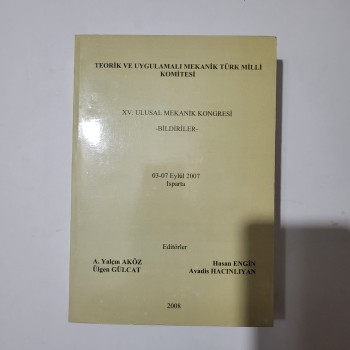 TEORİK VE UYGULAMALI MEKANİK TÜRK MİLLİ
KOMİTESİ
XV. ULUSAL MEKANİK KONGRESİ
-BİLDİRİLER-
03-07 Eylül 2007
Isparta
Editörler
A. Yalçın AKÖZ Hasan ENGİN
Ülgen GÜLCAT Avadis HACINLIYAN
2008